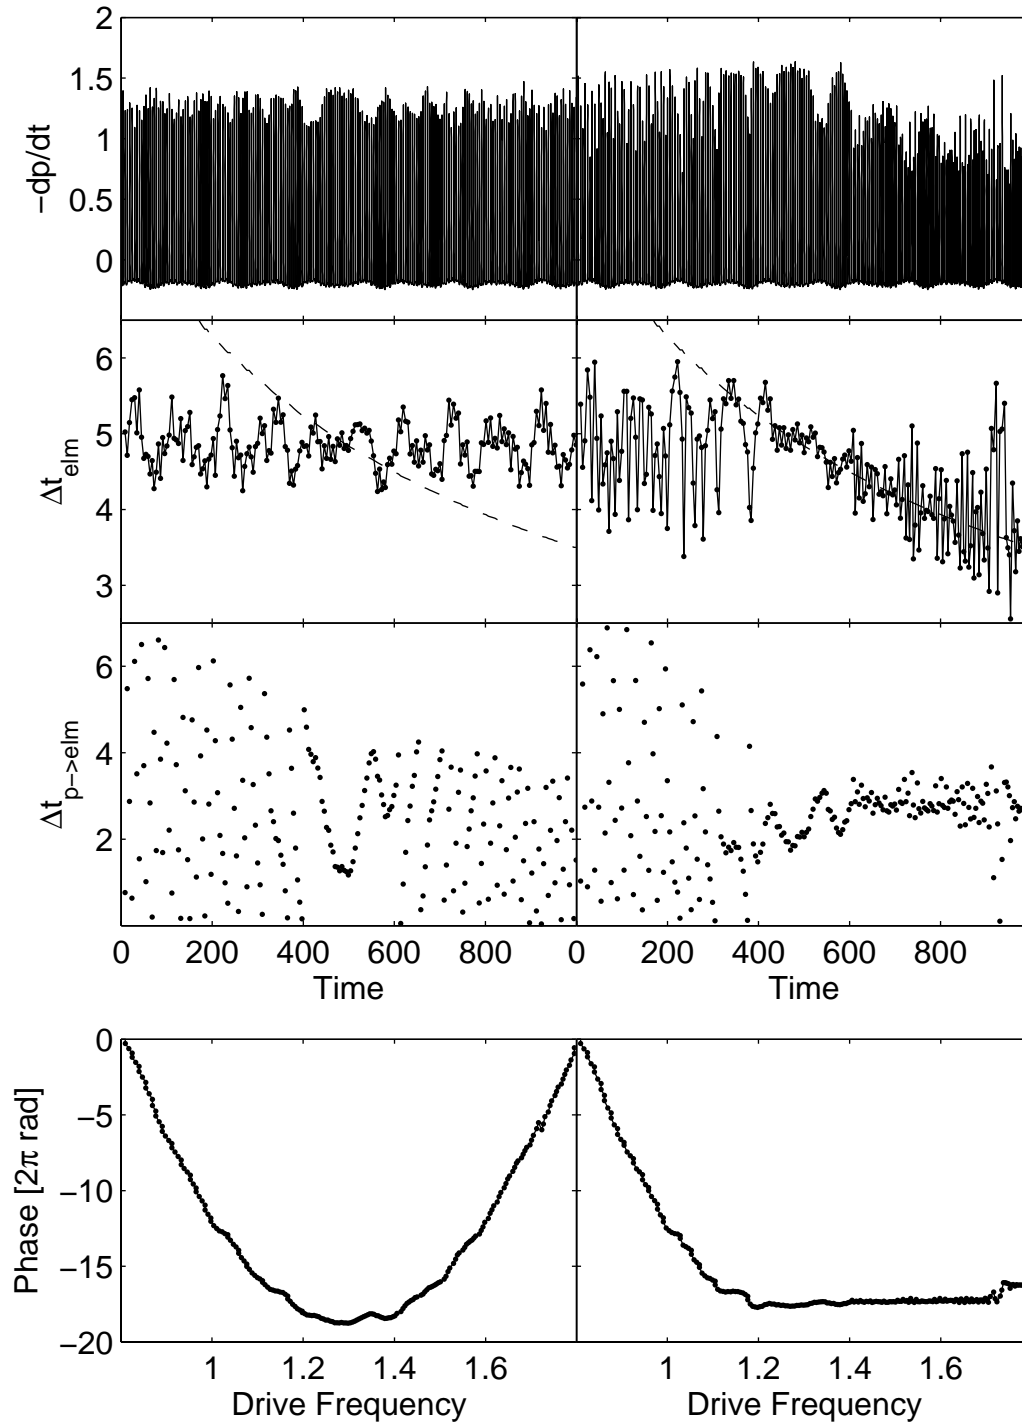 2
1.5
1
0.5
0
−dp/dt
6
5
4
3
Δt_elm
6
4
2
Δt_p−>elm
0 200 400 600 800 0 200 400 600 800
Time Time
0
−5
−10
−15
−20
Phase [2π rad]
1 1.2 1.4 1.6 1 1.2 1.4 1.6
Drive Frequency Drive Frequency